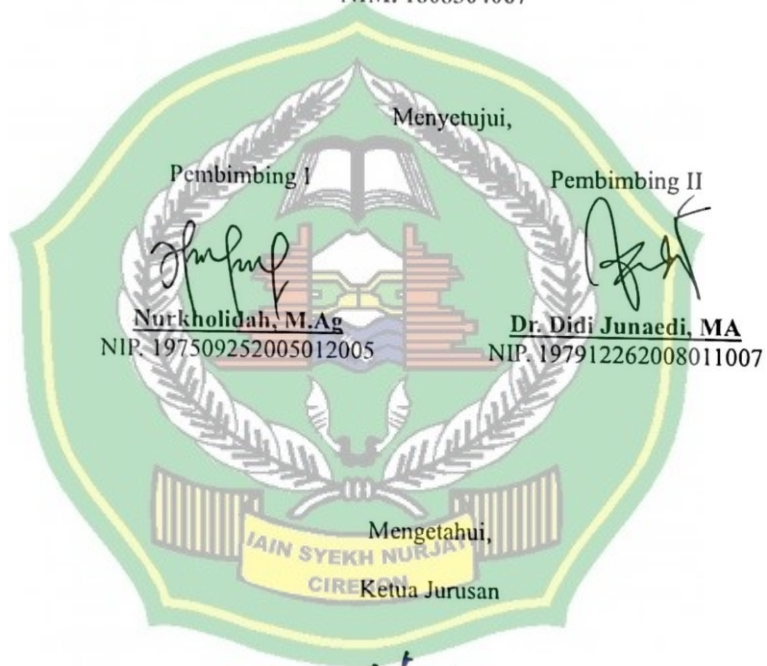 Menyetujui,
Pembimbing I
Pembimbing II
Nurkholidah, M.Ag
NIP. 197509252005012005
Dr. Didi Junaedi, MA
NIP. 197912262008011007
Mengetahui,
IAIN SYEKH NURJATI
CIREBON
Ketua Jurusan